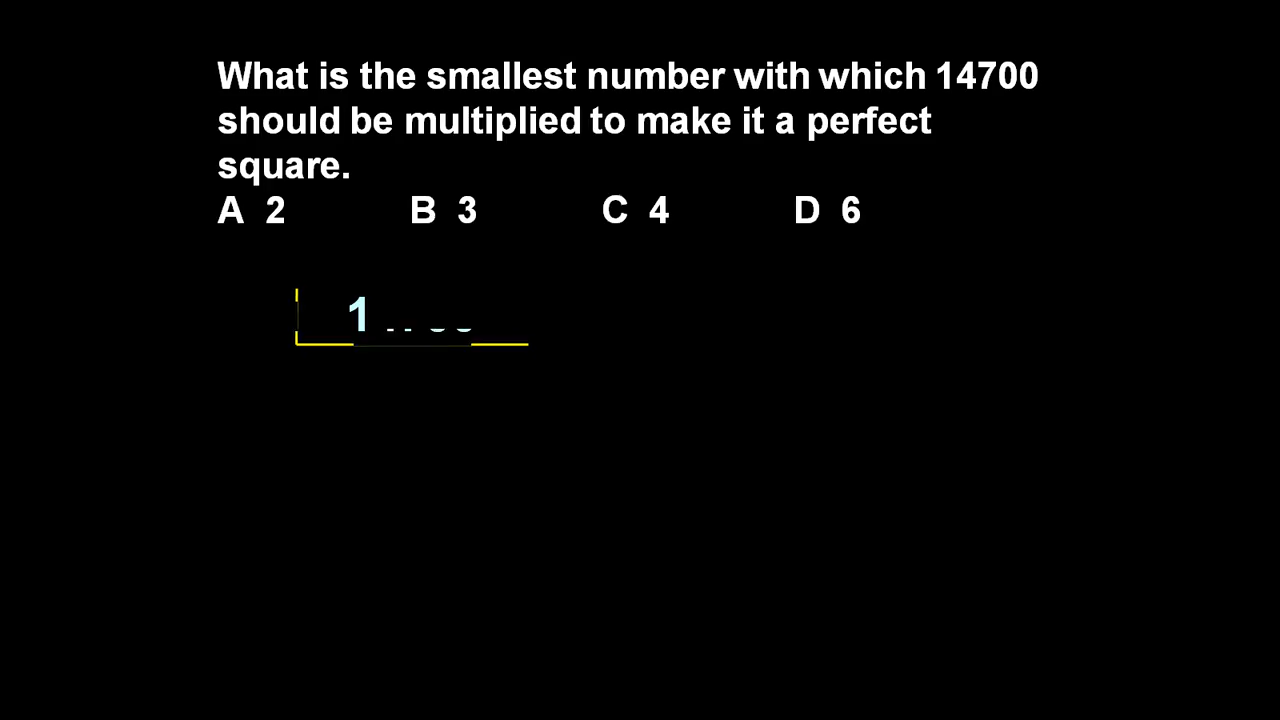 What is the smallest number with which 14700
should be multiplied to make it a perfect
square.
A 2 B 3 C 4 D 6
1